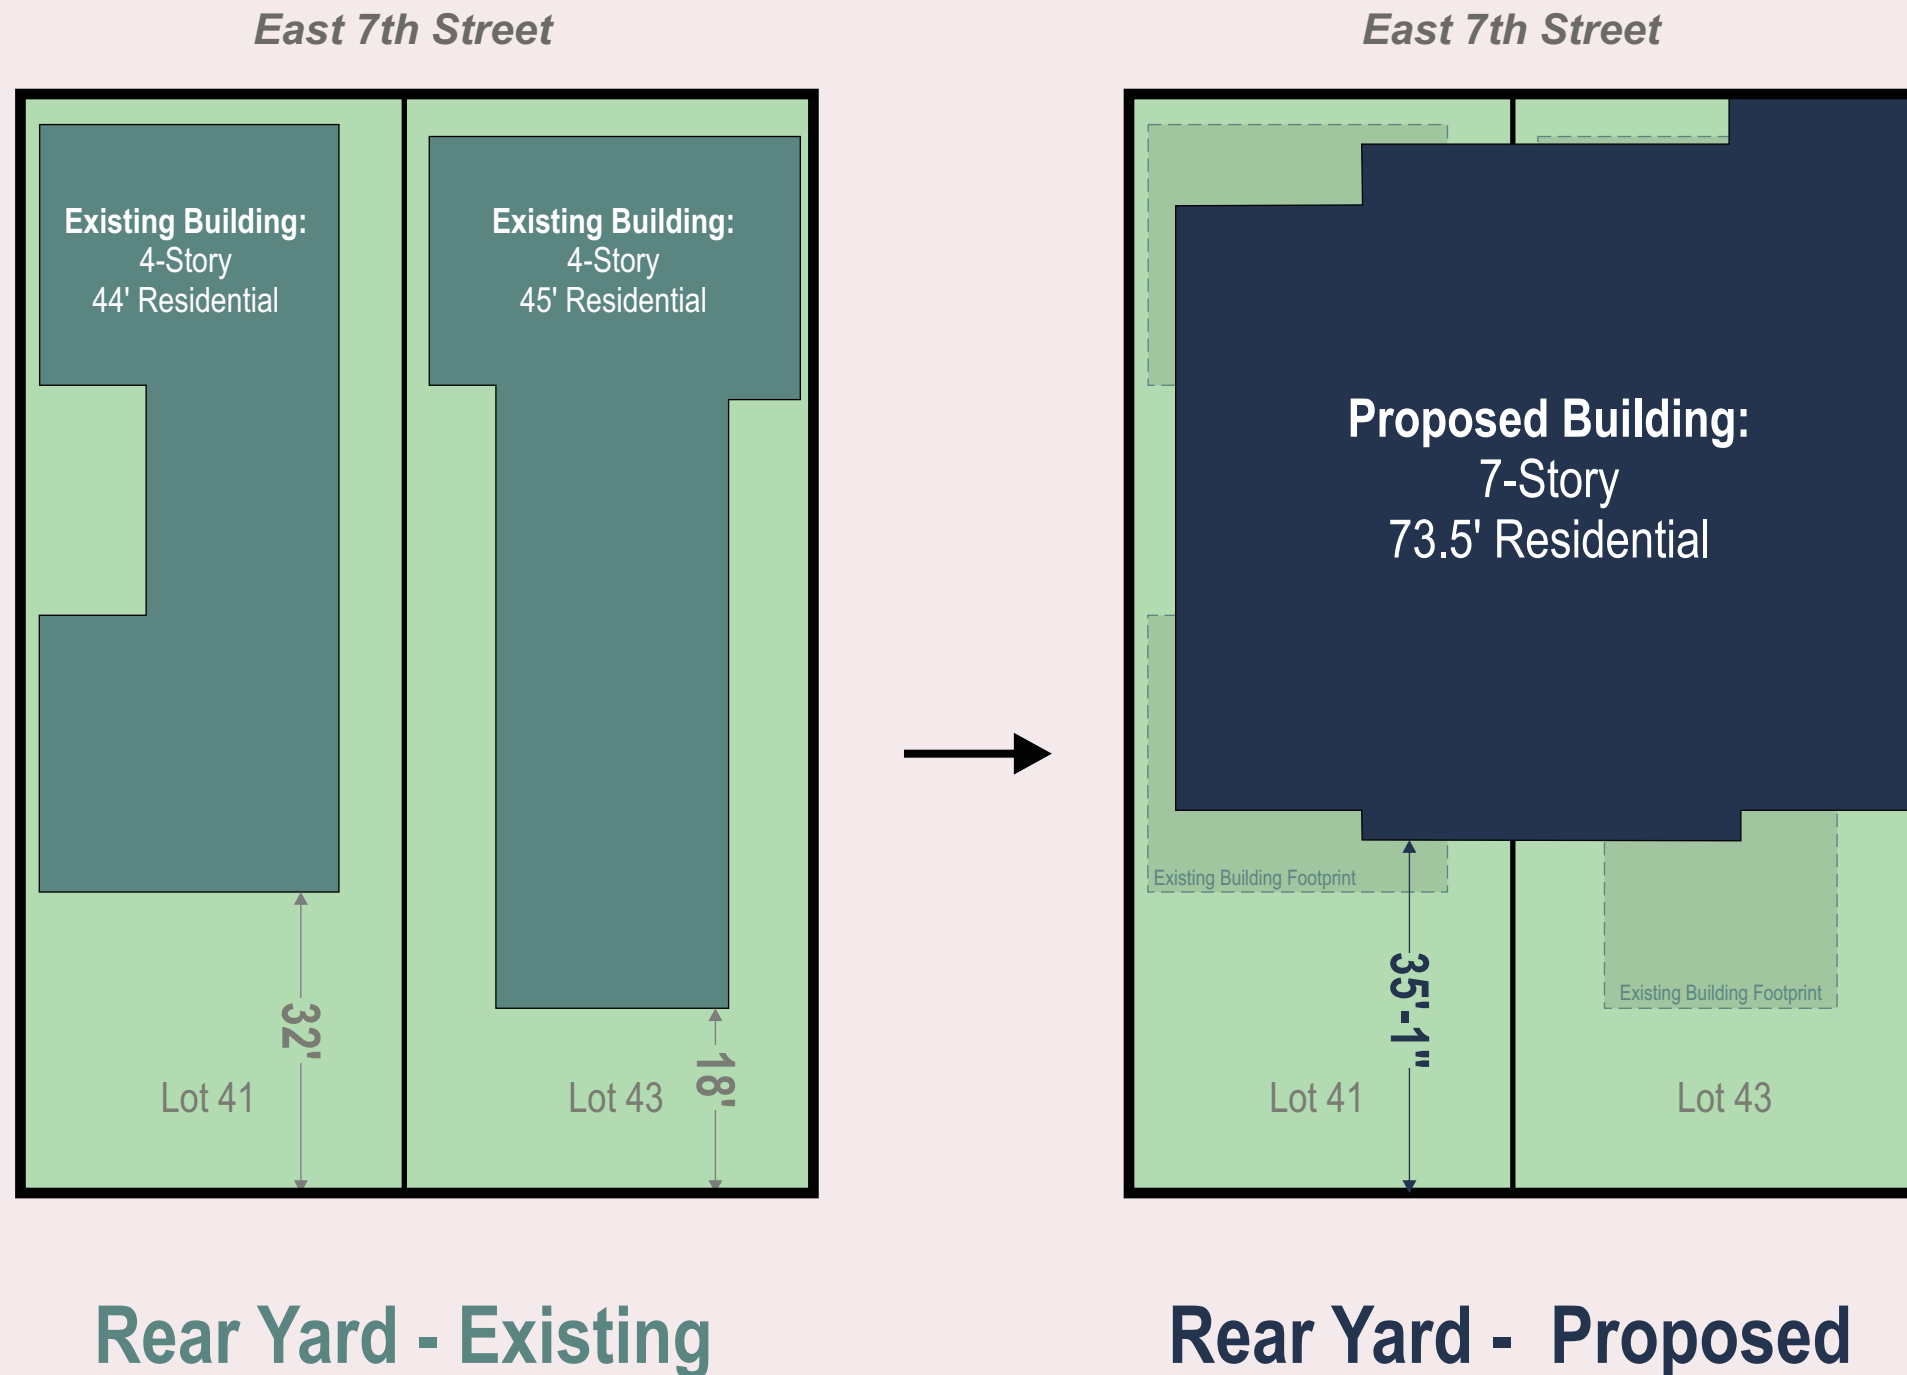 East 7th Street
Existing Building:
4-Story
44' Residential
Existing Building:
4-Story
45' Residential
32'
18'
Lot 41
Lot 43
Rear Yard - Existing
East 7th Street
Proposed Building:
7-Story
73.5' Residential
Existing Building Footprint
Existing Building Footprint
35'-1"
Lot 41
Lot 43
Rear Yard - Proposed